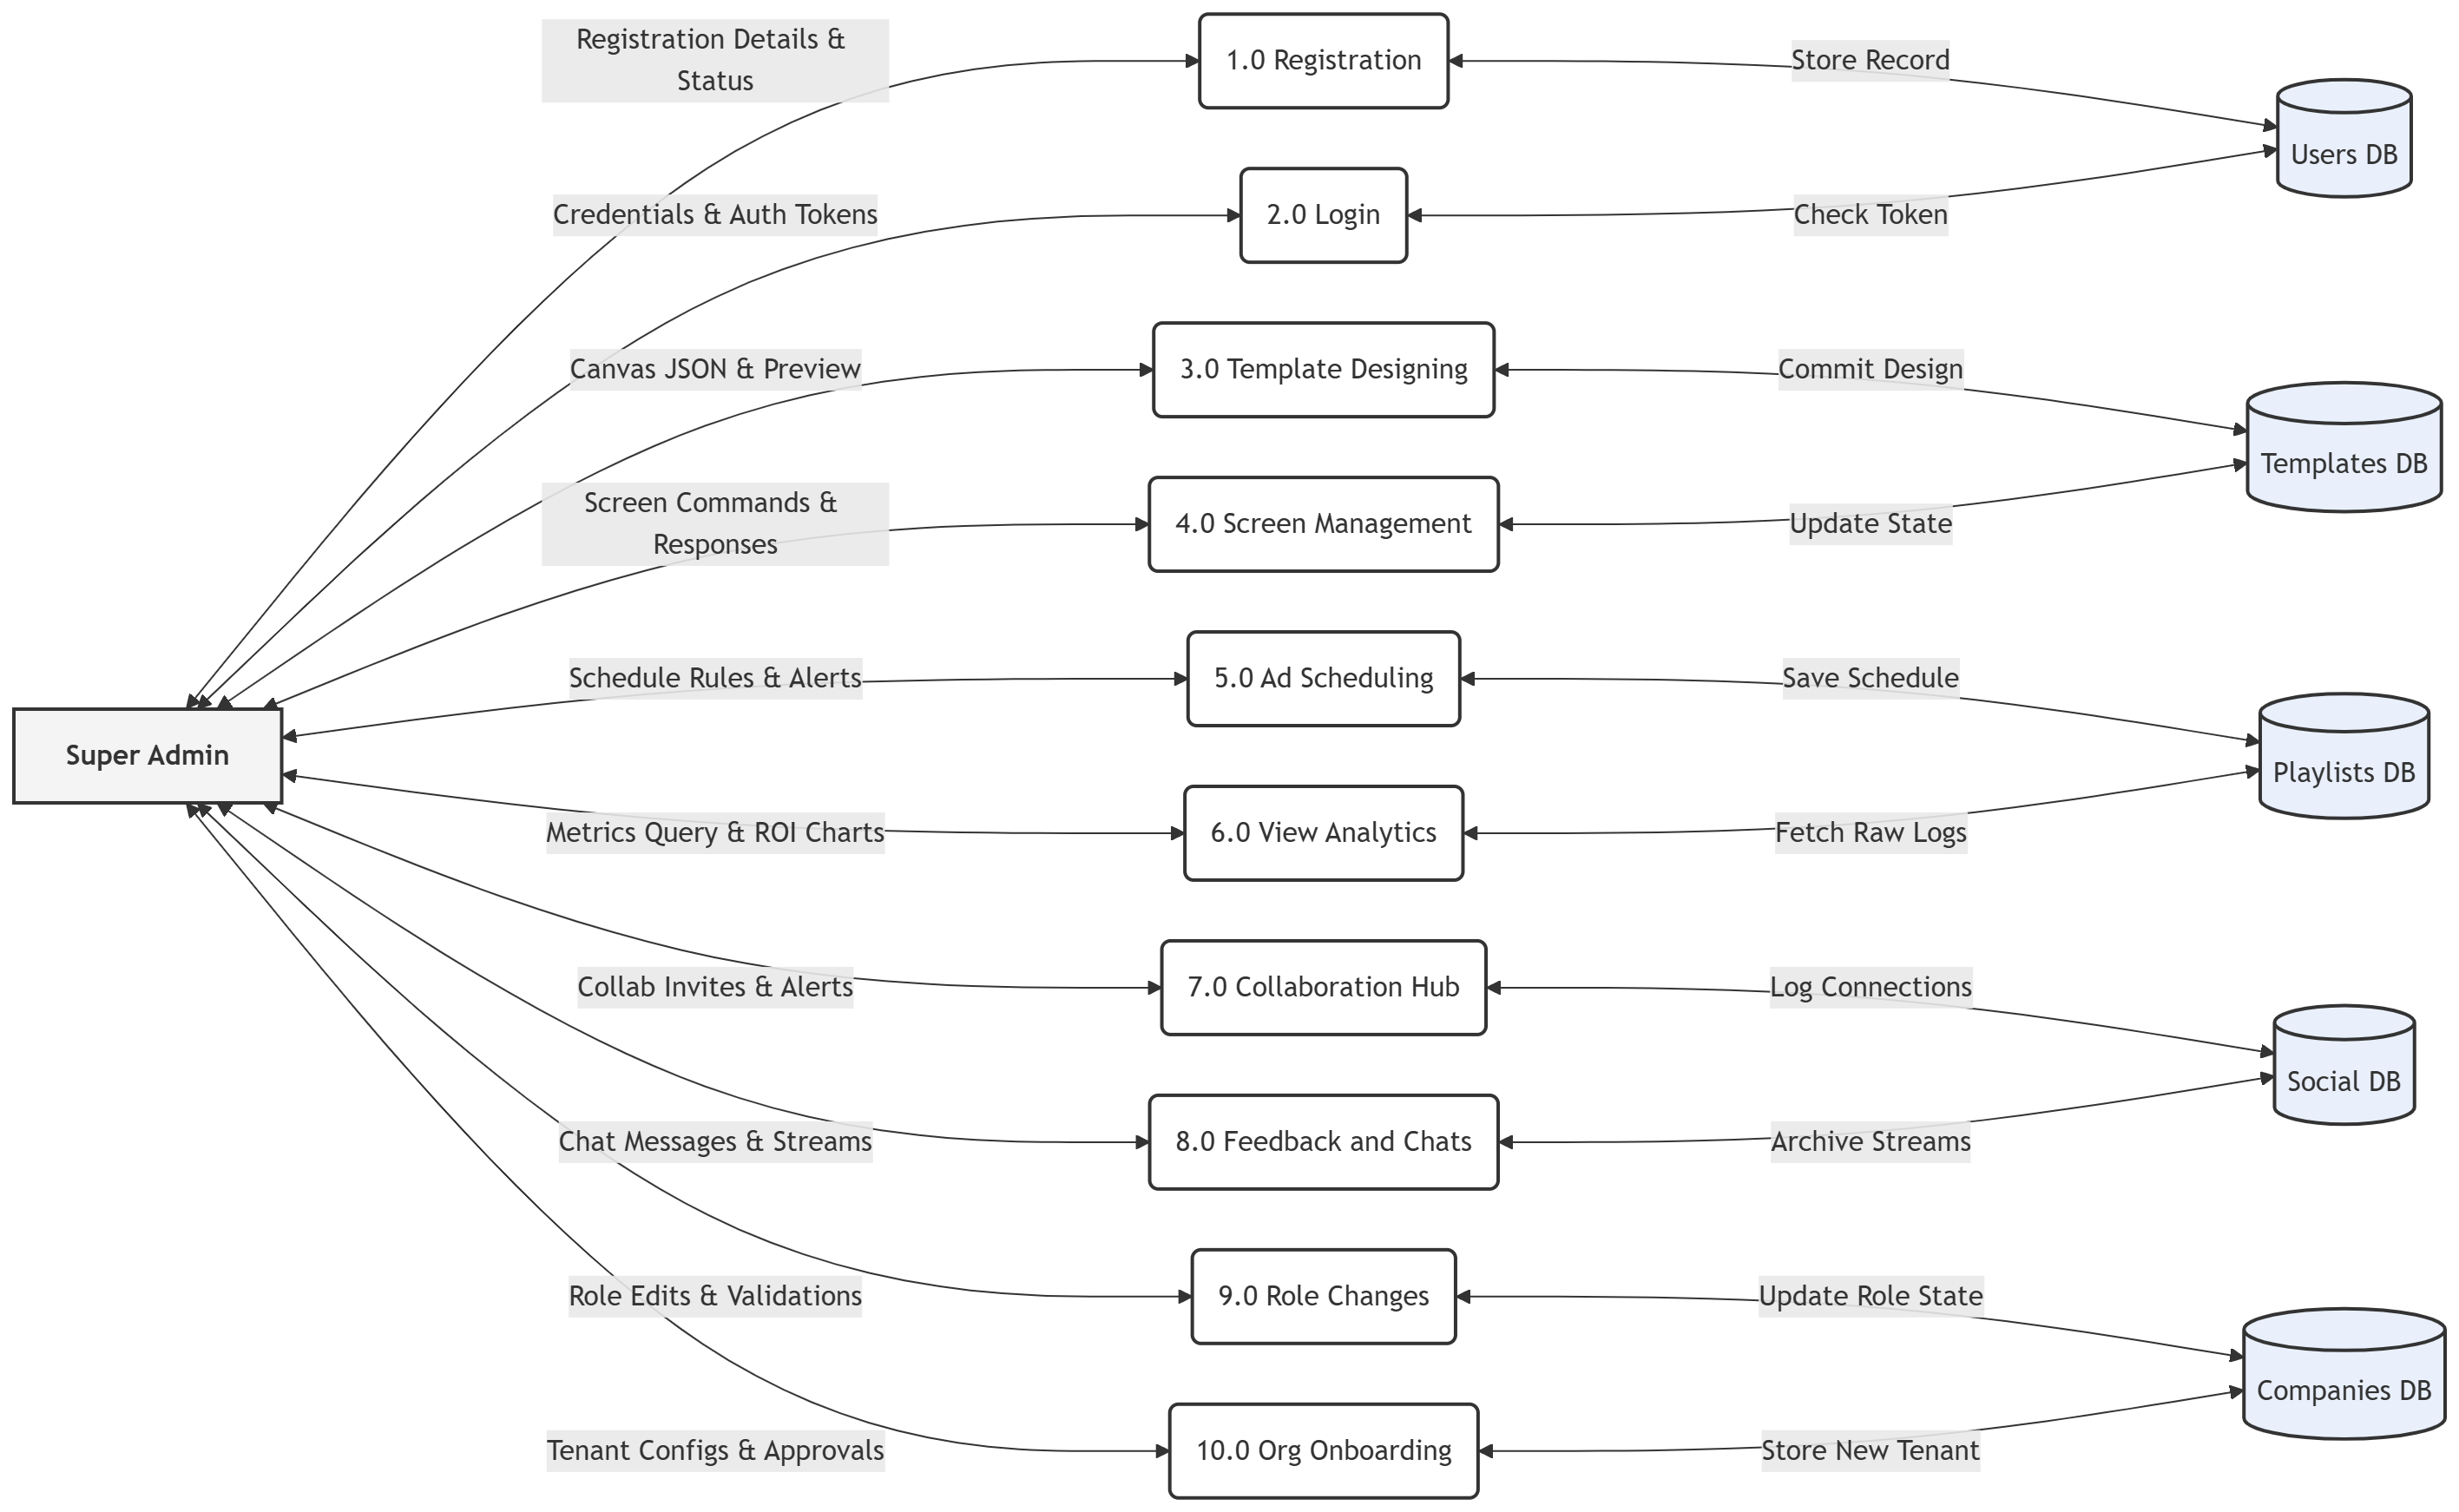 Registration Details &
Status
1.0 Registration
Store Record
Users DB
Credentials & Auth Tokens
2.0 Login
Check Token
Canvas JSON & Preview
3.0 Template Designing
Commit Design
Templates DB
Screen Commands &
Responses
4.0 Screen Management
Update State
Schedule Rules & Alerts
5.0 Ad Scheduling
Save Schedule
Super Admin
Playlists DB
Metrics Query & ROI Charts
6.0 View Analytics
Fetch Raw Logs
Collab Invites & Alerts
7.0 Collaboration Hub
Log Connections
Social DB
Chat Messages & Streams
8.0 Feedback and Chats
Archive Streams
Role Edits & Validations
9.0 Role Changes
Update Role State
Companies DB
Tenant Configs & Approvals
10.0 Org Onboarding
Store New Tenant